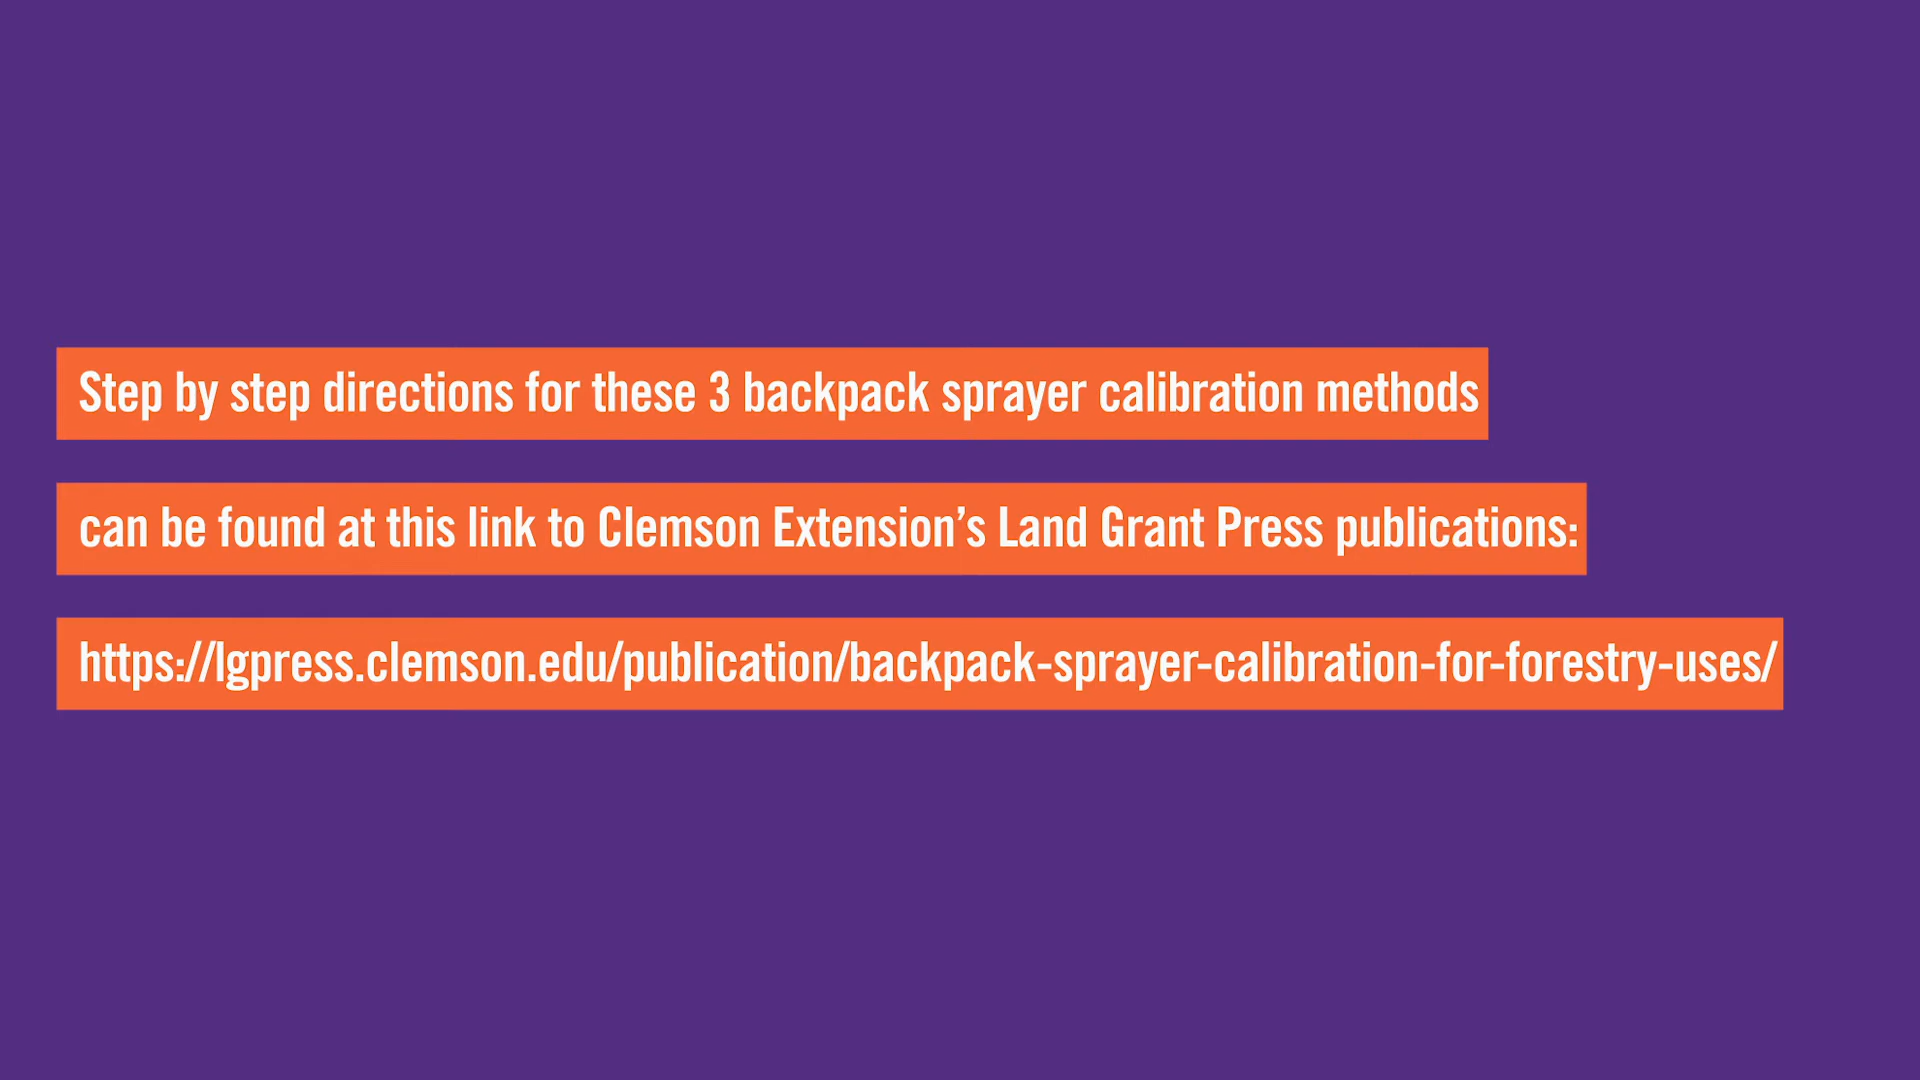 Step by step directions for these 3 backpack sprayer calibration methods
can be found at this link to Clemson Extension’s Land Grant Press publications:
https://lgpress.clemson.edu/publication/backpack-sprayer-calibration-for-forestry-uses/